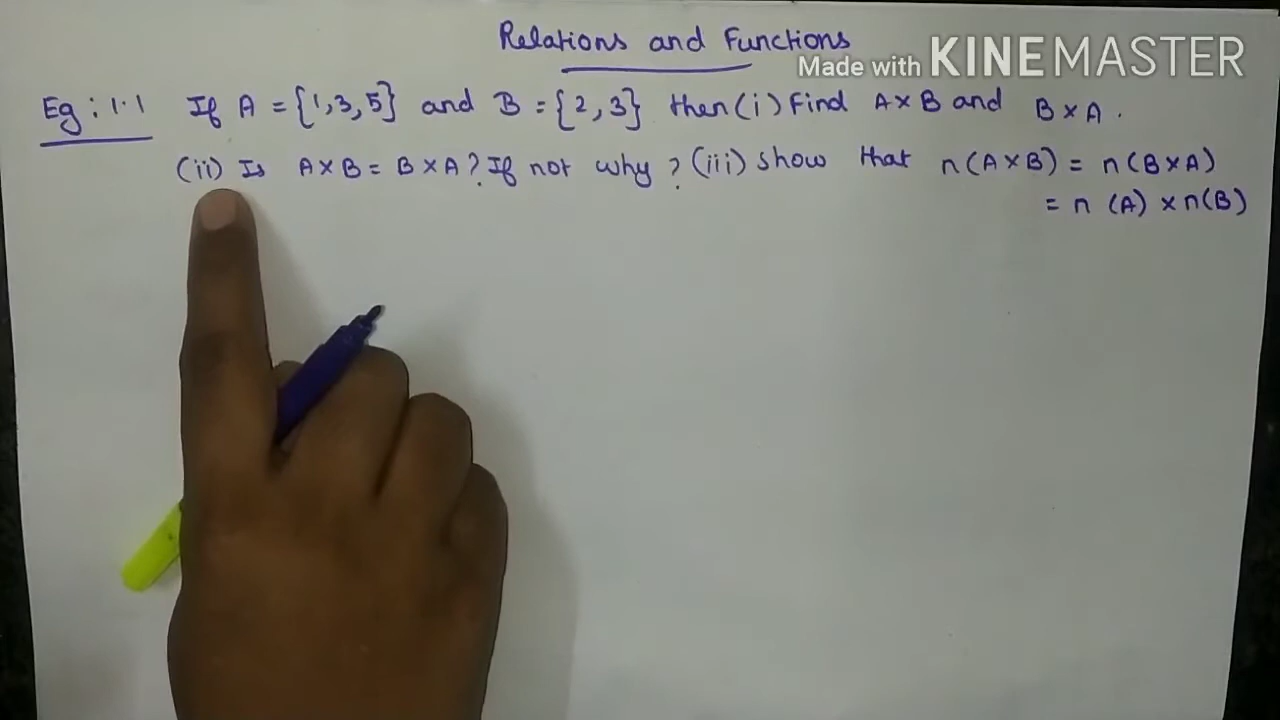 Relations and Functions
Made with KINEMASTER
Eg : 1.1 If A = {1, 3, 5} and B = {2, 3} then (i) Find A × B and B × A .
(ii) Is A × B = B × A ? If not why ? (iii) show that n (A × B) = n (B × A)
= n (A) × n(B)